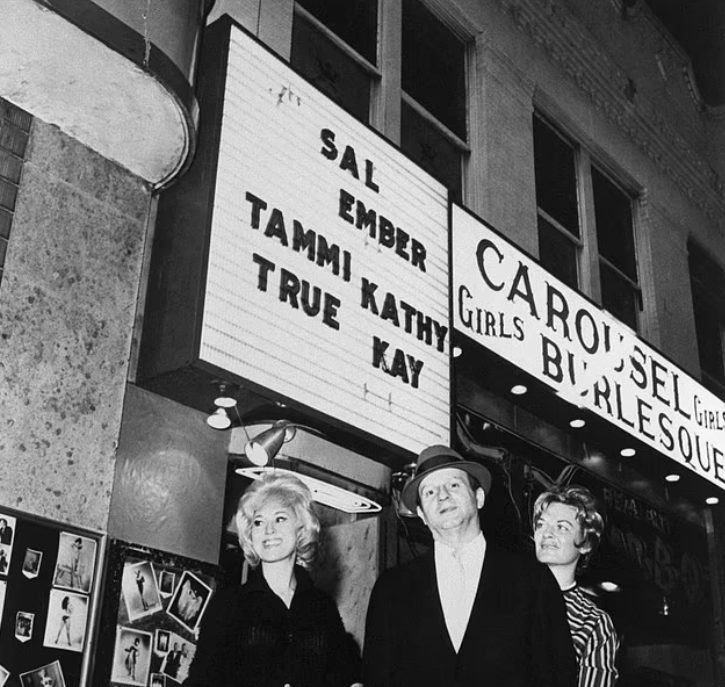 SAL
EMBER
TAMMI KATHY
TRUE KAY
CAROUSEL
GIRLS BURLESQUE GIRLS